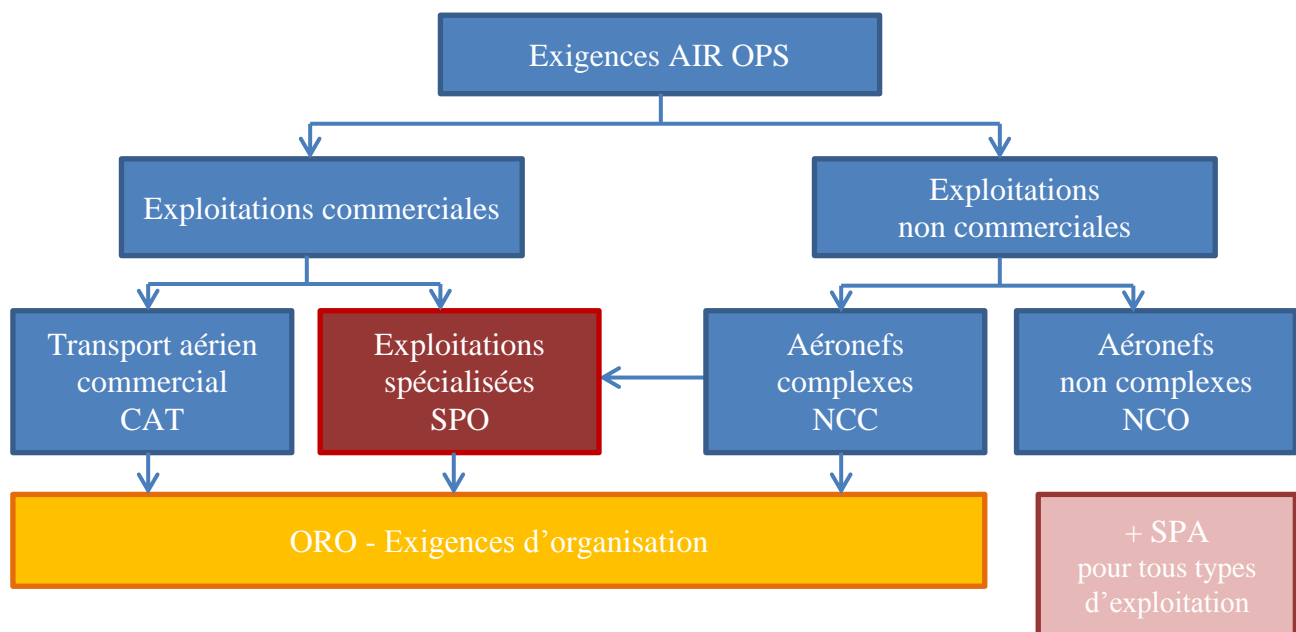 Exigences AIR OPS
Exploitations commerciales
Exploitations
non commerciales
Transport aérien
commercial
CAT
Exploitations
spécialisées
SPO
Aéronefs
complexes
NCC
Aéronefs
non complexes
NCO
ORO - Exigences d’organisation
+ SPA
pour tous types
d’exploitation